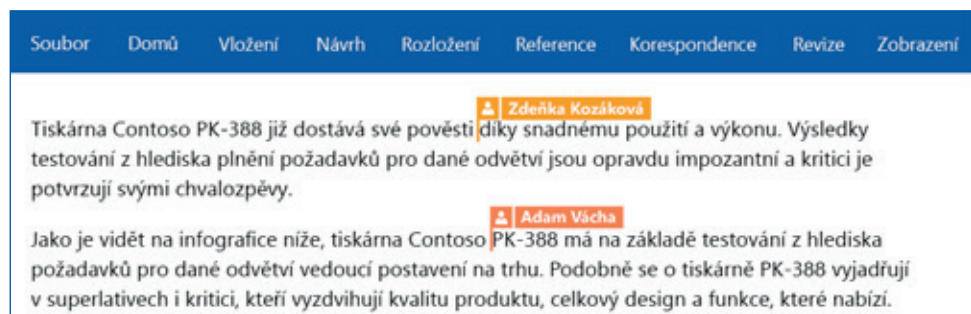 Soubor Domů Vložení Návrh Rozložení Reference Korespondence Revize Zobrazení
Zdeňka Kozáková
Tiskárna Contoso PK-388 již dostává své pověsti díky snadnému použití a výkonu. Výsledky
testování z hlediska plnění požadavků pro dané odvětví jsou opravdu impozantní a kritici je
potvrzují svými chvalozpěvy.
Adam Vácha
Jako je vidět na infografice níže, tiskárna Contoso PK-388 má na základě testování z hlediska
požadavků pro dané odvětví vedoucí postavení na trhu. Podobně se o tiskárně PK-388 vyjadřují
v superlativech i kritici, kteří vyzdvihují kvalitu produktu, celkový design a funkce, které nabízí.